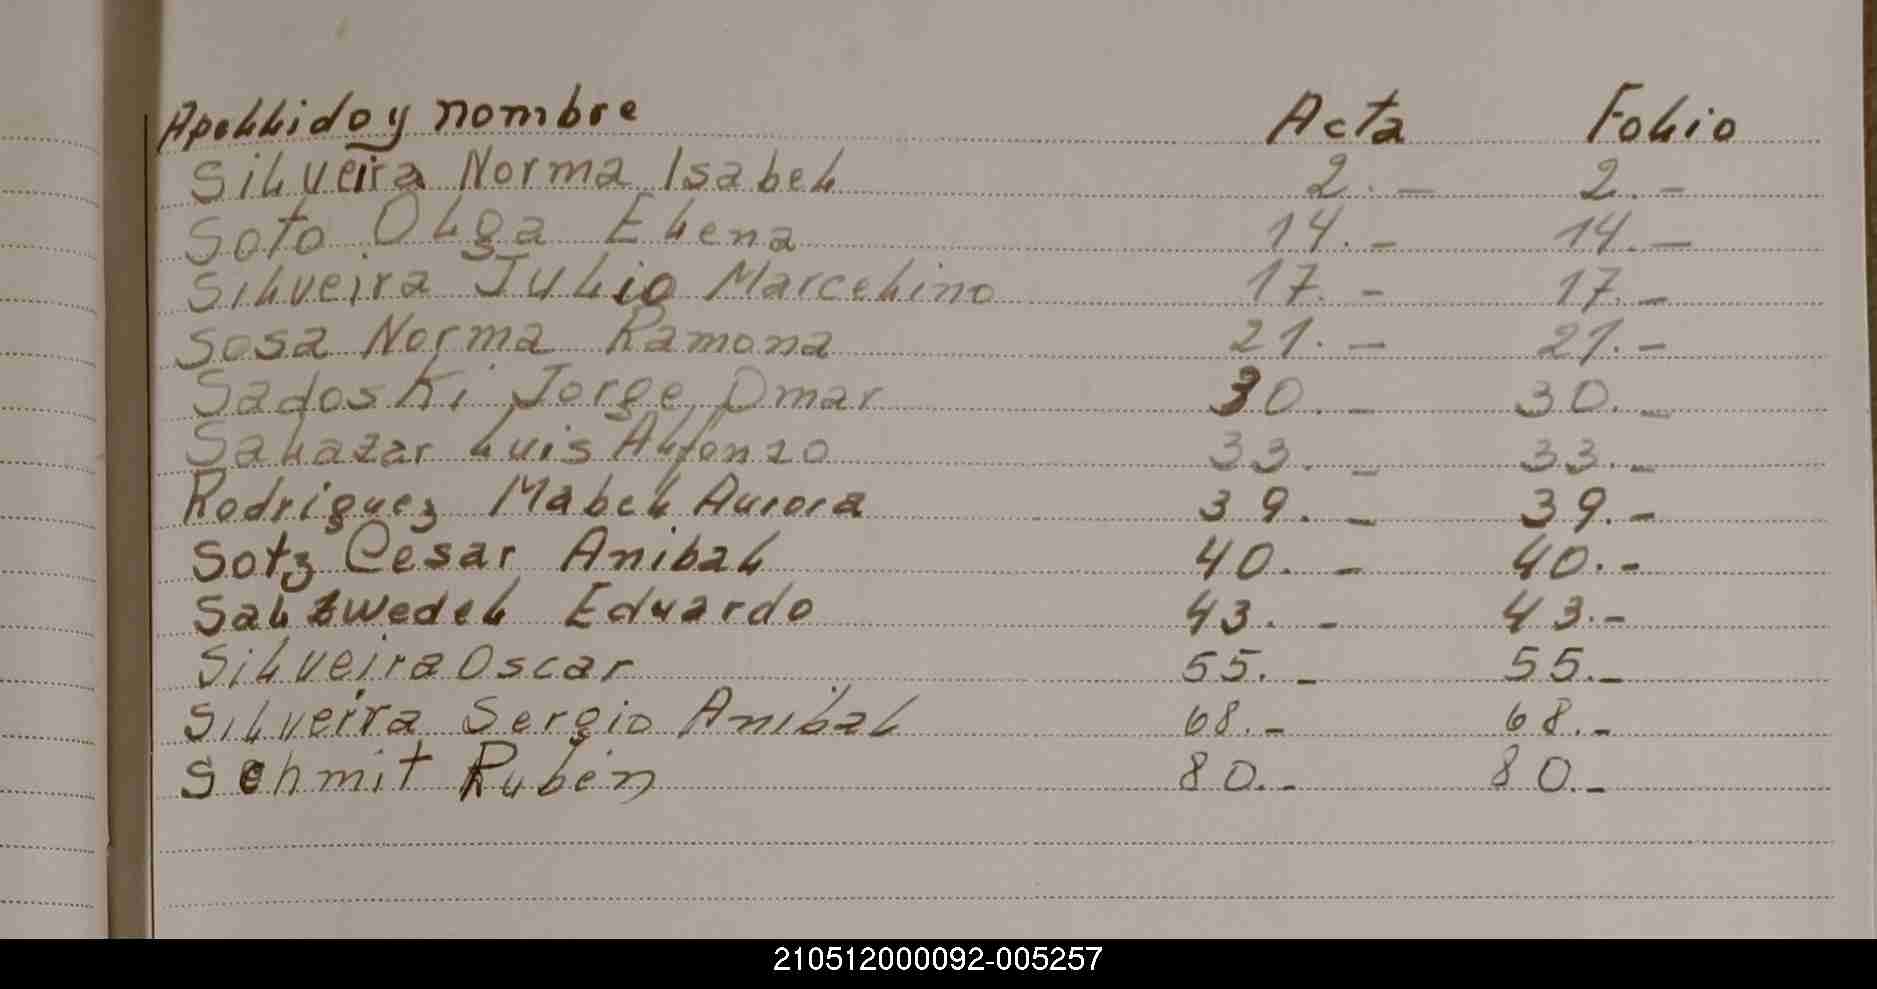 Apellido y nombre Acta Folio
Silveira Norma Isabel 2.- 2.-
Soto Olga Elena 14.- 14.-
Silveira Julio Marcelino 17.- 17.-
Sosa Norma Ramona 21.- 21.-
Sadoski Jorge Omar 30.- 30.-
Salazar Luis Alfonzo 33.- 33.-
Rodriguez Mabel Aurora 39.- 39.-
Sotz Cesar Anibal 40.- 40.-
Salzwedel Eduardo 43.- 43.-
Silveira Oscar 55.- 55.-
Silveira Sergio Anibal 68.- 68.-
Schmit Ruben 80.- 80.-
210512000092-005257